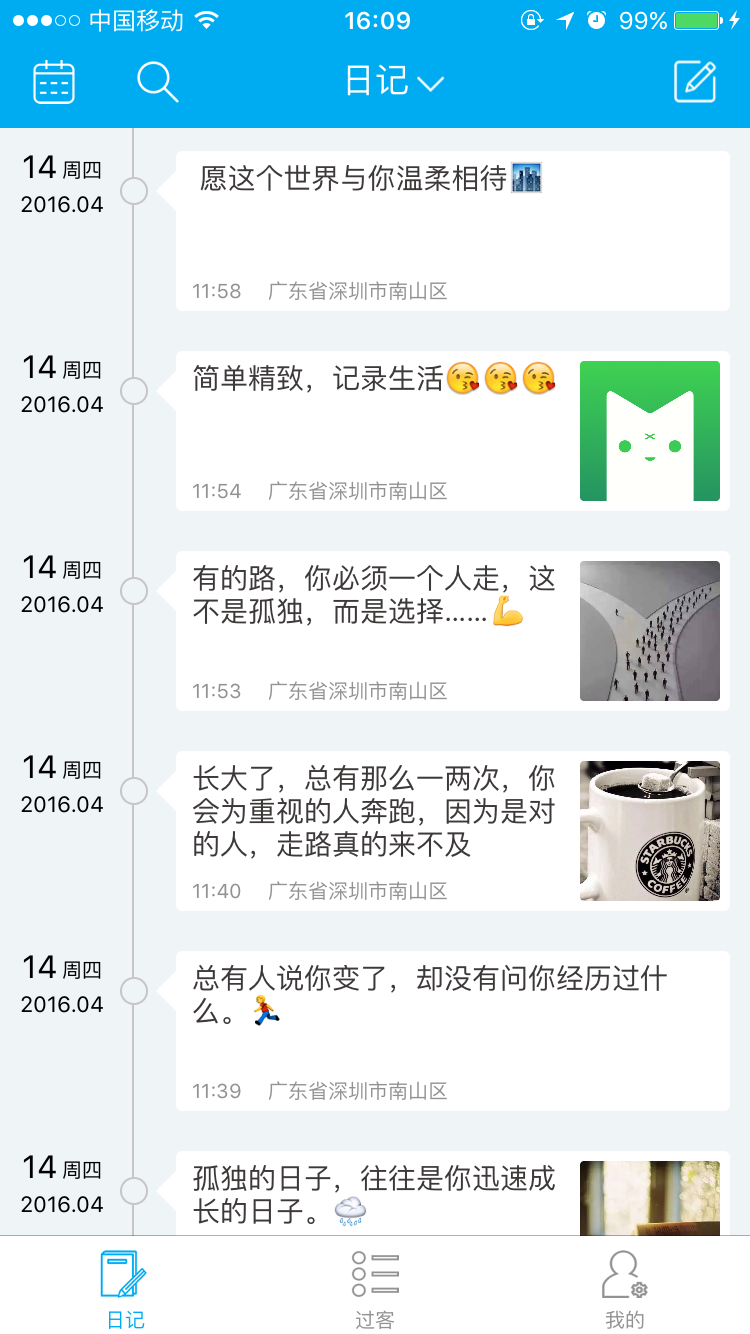 中国移动 16:09 99%
日记
14 周四
2016.04
愿这个世界与你温柔相待🏙
11:58 广东省深圳市南山区
14 周四
2016.04
简单精致，记录生活😘😘😘
11:54 广东省深圳市南山区
14 周四
2016.04
有的路，你必须一个人走，这
不是孤独，而是选择……💪
11:53 广东省深圳市南山区
14 周四
2016.04
长大了，总有那么一两次，你
会为重视的人奔跑，因为是对
的人，走路真的来不及
11:40 广东省深圳市南山区
STARBUCKS
COFFEE
14 周四
2016.04
总有人说你变了，却没有问你经历过什
么。🏃
11:39 广东省深圳市南山区
14 周四
2016.04
孤独的日子，往往是你迅速成
长的日子。🌧
日记 过客 我的